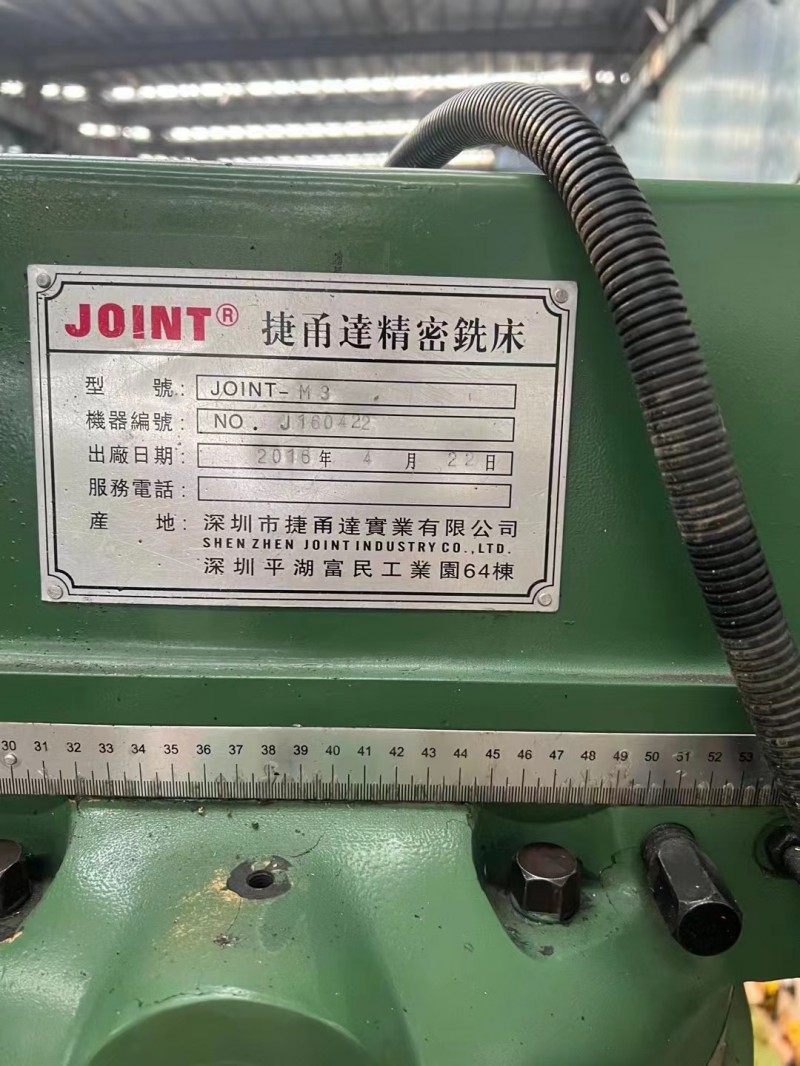 JOINT® 捷甬達精密銑床
型 號: JOINT-M3
機器編號: NO. J160422
出廠日期: 2016年 4月 22日
服務電話:
産 地: 深圳市捷甬達實業有限公司
SHEN ZHEN JOINT INDUSTRY CO., LTD.
深圳平湖富民工業園64棟
30 31 32 33 34 35 36 37 38 39 40 41 42 43 44 45 46 47 48 49 50 51 52 53